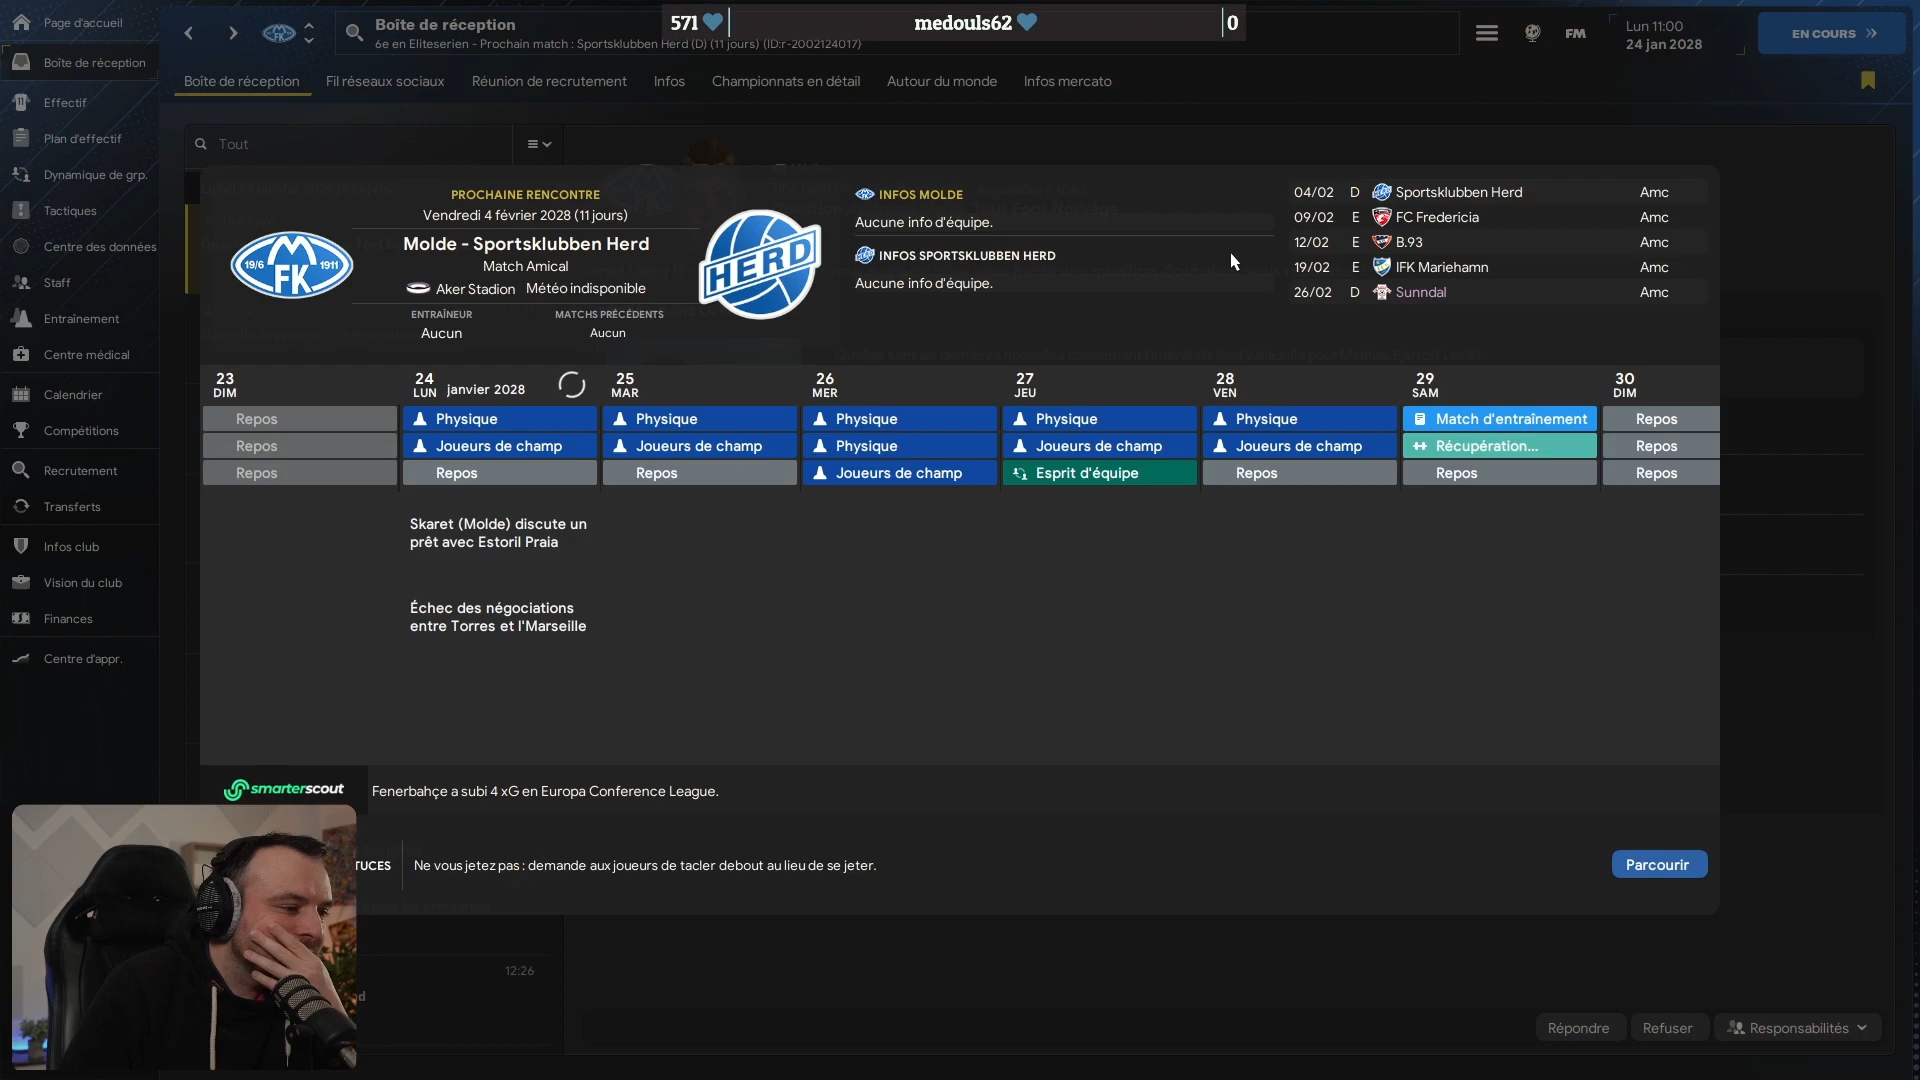 Page d'accueil
Boîte de réception
6e en Eliteserien - Prochain match : Sportsklubben Herd (D) (11 jours) (ID:r-2002124017)
571
medouls62
0
FM
Lun 11:00
24 jan 2028
EN COURS
Boîte de réception
Boîte de réception
Fil réseaux sociaux
Réunion de recrutement
Infos
Championnats en détail
Autour du monde
Infos mercato
Effectif
Plan d'effectif
Dynamique de grp.
Tactiques
Centre des données
Staff
Entraînement
Centre médical
Calendrier
Compétitions
Recrutement
Transferts
Infos club
Vision du club
Finances
Centre d'appr.
Tout
PROCHAINE RENCONTRE
Vendredi 4 février 2028 (11 jours)
Molde - Sportsklubben Herd
Match Amical
Aker Stadion
Météo indisponible
ENTRAÎNEUR
Aucun
MATCHS PRÉCÉDENTS
Aucun
19/6 M FK 1911
HERD
INFOS MOLDE
Aucune info d'équipe.
INFOS SPORTSKLUBBEN HERD
Aucune info d'équipe.
04/02 D Sportsklubben Herd Amc
09/02 E FC Fredericia Amc
12/02 E B.93 Amc
19/02 E IFK Mariehamn Amc
26/02 D Sunndal Amc
23 DIM
24 LUN janvier 2028
25 MAR
26 MER
27 JEU
28 VEN
29 SAM
30 DIM
Repos Physique Physique Physique Physique Physique Match d'entraînement Repos
Repos Joueurs de champ Joueurs de champ Physique Joueurs de champ Joueurs de champ Récupération... Repos
Repos Repos Repos Joueurs de champ Esprit d'équipe Repos Repos Repos
Skaret (Molde) discute un
prêt avec Estoril Praia
Échec des négociations
entre Torres et l'Marseille
smarterscout
Fenerbahçe a subi 4 xG en Europa Conference League.
TUCES
Ne vous jetez pas : demande aux joueurs de tacler debout au lieu de se jeter.
Parcourir
12:26
Répondre
Refuser
Responsabilités